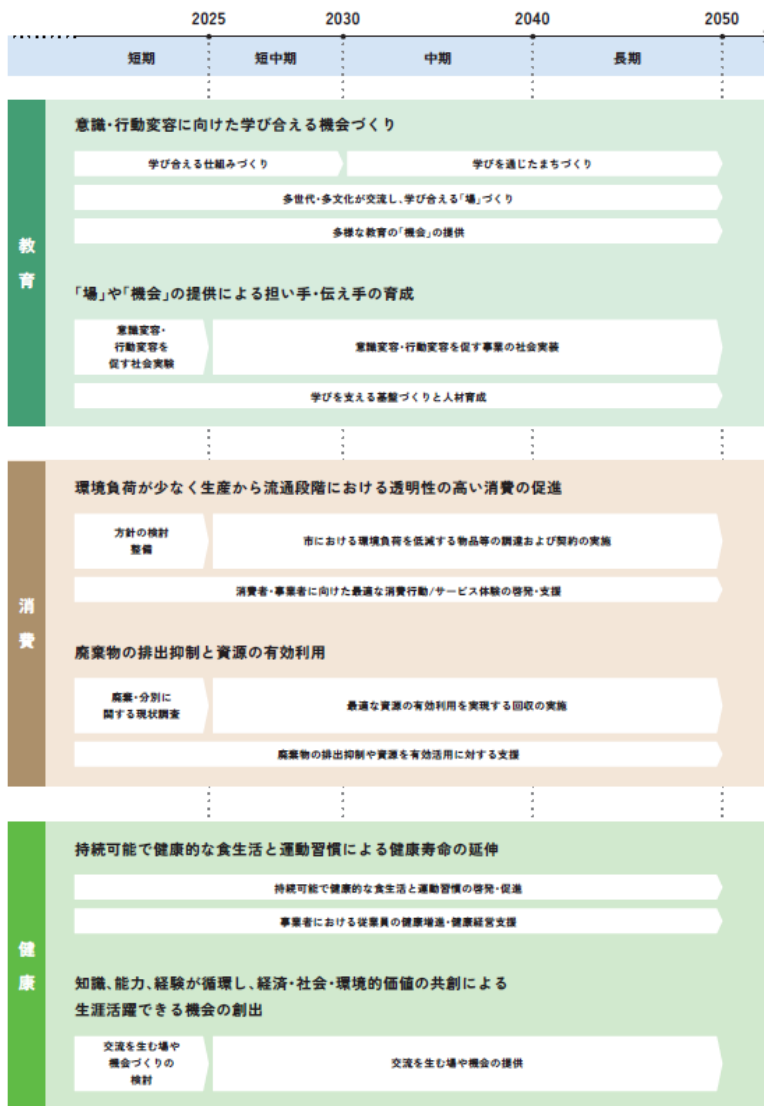 2025 2030 2040 2050
短期 短中期 中期 長期
教育
意識・行動変容に向けた学び合える機会づくり
学び合える仕組みづくり 学びを通じたまちづくり
多世代・多文化が交流し、学び合える「場」づくり
多様な教育の「機会」の提供
「場」や「機会」の提供による担い手・伝え手の育成
意識変容・
行動変容を
促す社会実験
意識変容・行動変容を促す事業の社会実装
学びを支える基盤づくりと人材育成
消費
環境負荷が少なく生産から流通段階における透明性の高い消費の促進
方針の検討
整備
市における環境負荷を低減する物品等の調達および契約の実施
消費者・事業者に向けた最適な消費行動/サービス体験の啓発・支援
廃棄物の排出抑制と資源の有効利用
廃棄・分別に
関する現状調査
最適な資源の有効利用を実現する回収の実施
廃棄物の排出抑制や資源を有効活用に対する支援
健康
持続可能で健康的な食生活と運動習慣による健康寿命の延伸
持続可能で健康的な食生活と運動習慣の啓発・促進
事業者における従業員の健康増進・健康経営支援
知識、能力、経験が循環し、経済・社会・環境的価値の共創による
生涯活躍できる機会の創出
交流を生む場や
機会づくりの
検討
交流を生む場や機会の提供